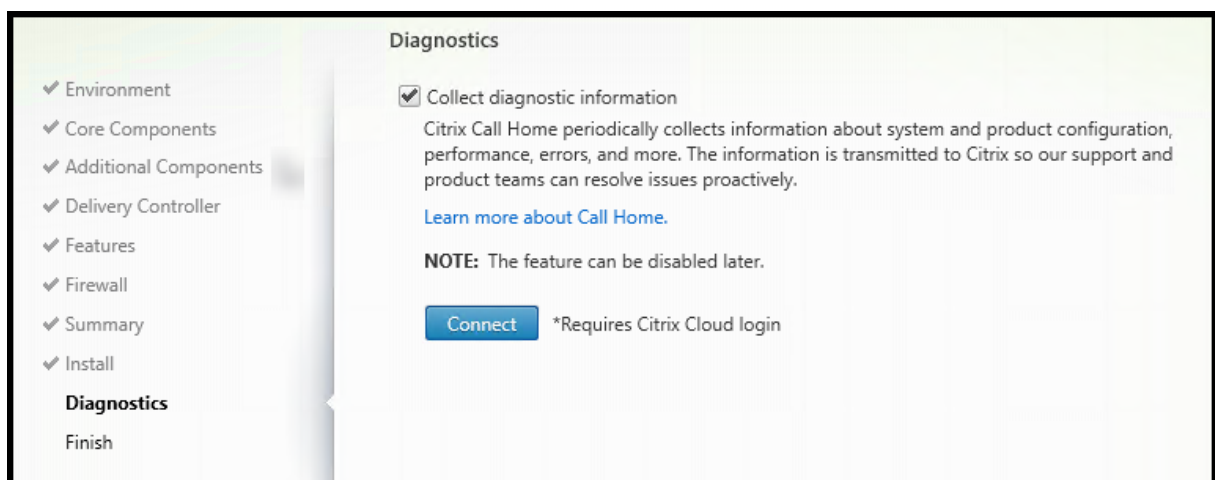 Diagnostics
Environment
Core Components
Additional Components
Delivery Controller
Features
Firewall
Summary
Install
Diagnostics
Finish
Collect diagnostic information
Citrix Call Home periodically collects information about system and product configuration,
performance, errors, and more. The information is transmitted to Citrix so our support and
product teams can resolve issues proactively.
Learn more about Call Home.
NOTE: The feature can be disabled later.
Connect *Requires Citrix Cloud login